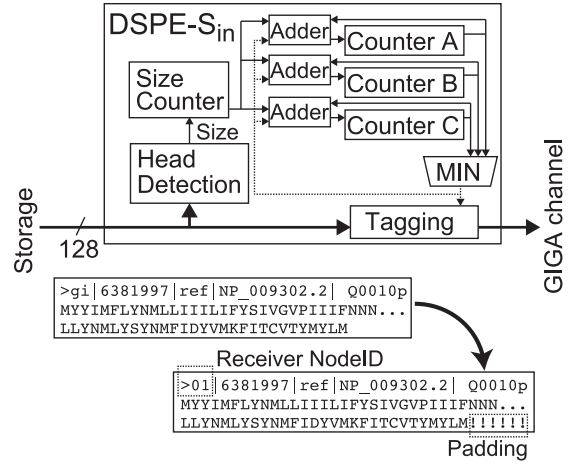 DSPE-Sin
Adder
Counter A
Size
Counter
Adder
Counter B
Adder
Counter C
Size
Head
Detection
MIN
Storage
128
Tagging
GIGA channel
>gi|6381997|ref|NP_009302.2| Q0010p
MYYIMFLYNMLLIIILIFYSIVGVPIIIFNNN...
LLYNMLYSYNMFIDYVMKFITCVTYMYLM
Receiver NodeID
>01|6381997|ref|NP_009302.2| Q0010p
MYYIMFLYNMLLIIILIFYSIVGVPIIIFNNN...
LLYNMLYSYNMFIDYVMKFITCVTYMYLM!!!!!!
Padding